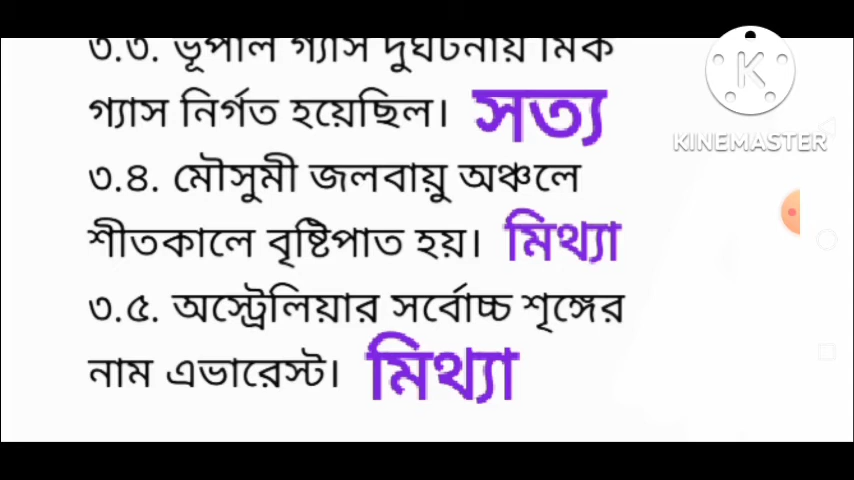 ৩.৩. ভূপাল গ্যাস দুর্ঘটনায় মিক
গ্যাস নির্গত হয়েছিল। সত্য
৩.৪. মৌসুমী জলবায়ু অঞ্চলে
শীতকালে বৃষ্টিপাত হয়। মিথ্যা
৩.৫. অস্ট্রেলিয়ার সর্বোচ্চ শৃঙ্গের
নাম এভারেস্ট। মিথ্যা
K
KINEMASTER